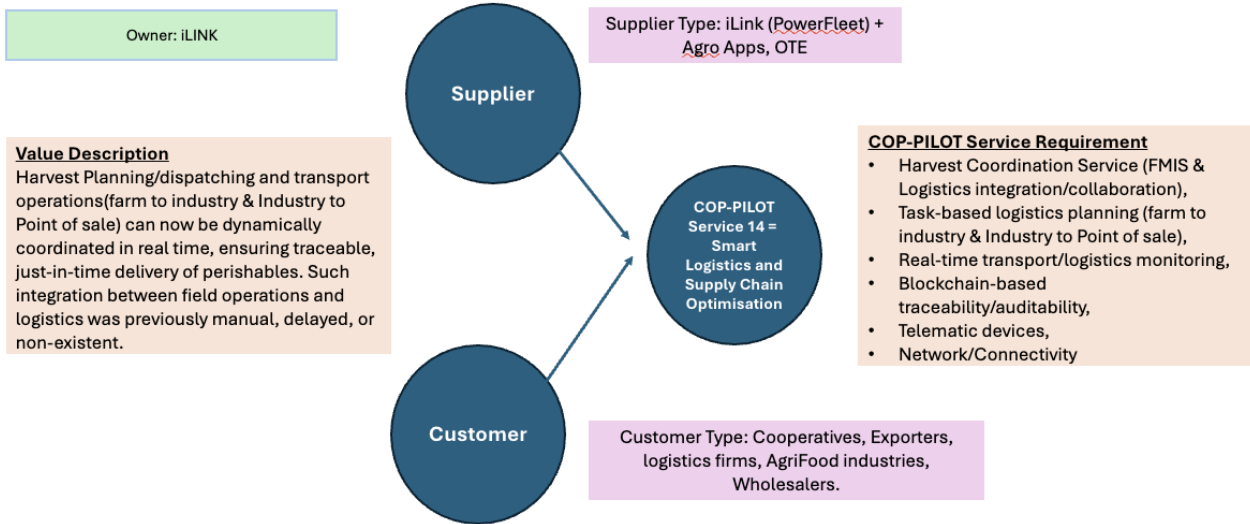 Owner: iLINK
Supplier
Supplier Type: iLink (PowerFleet) +
Agro Apps, OTE
Value Description
Harvest Planning/dispatching and transport
operations(farm to industry & Industry to
Point of sale) can now be dynamically
coordinated in real time, ensuring traceable,
just-in-time delivery of perishables. Such
integration between field operations and
logistics was previously manual, delayed, or
non-existent.
COP-PILOT
Service 14 =
Smart
Logistics and
Supply Chain
Optimisation
COP-PILOT Service Requirement
• Harvest Coordination Service (FMIS &
Logistics integration/collaboration),
• Task-based logistics planning (farm to
industry & Industry to Point of sale),
• Real-time transport/logistics monitoring,
• Blockchain-based
traceability/auditability,
• Telematic devices,
• Network/Connectivity
Customer
Customer Type: Cooperatives, Exporters,
logistics firms, AgriFood industries,
Wholesalers.